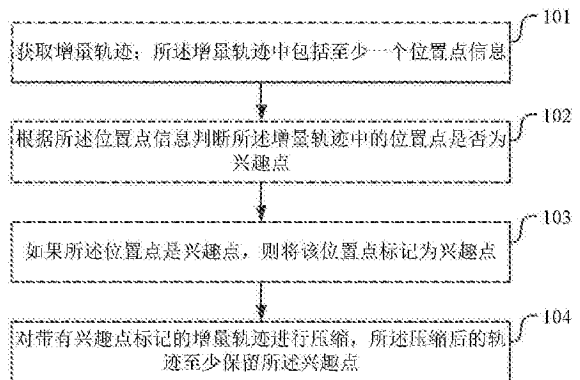 101
获取增量轨迹；所述增量轨迹中包括至少一个位置点信息
102
根据所述位置点信息判断所述增量轨迹中的位置点是否为
兴趣点
103
如果所述位置点是兴趣点，则将该位置点标记为兴趣点
104
对带有兴趣点标记的增量轨迹进行压缩，所述压缩后的轨
迹至少保留所述兴趣点